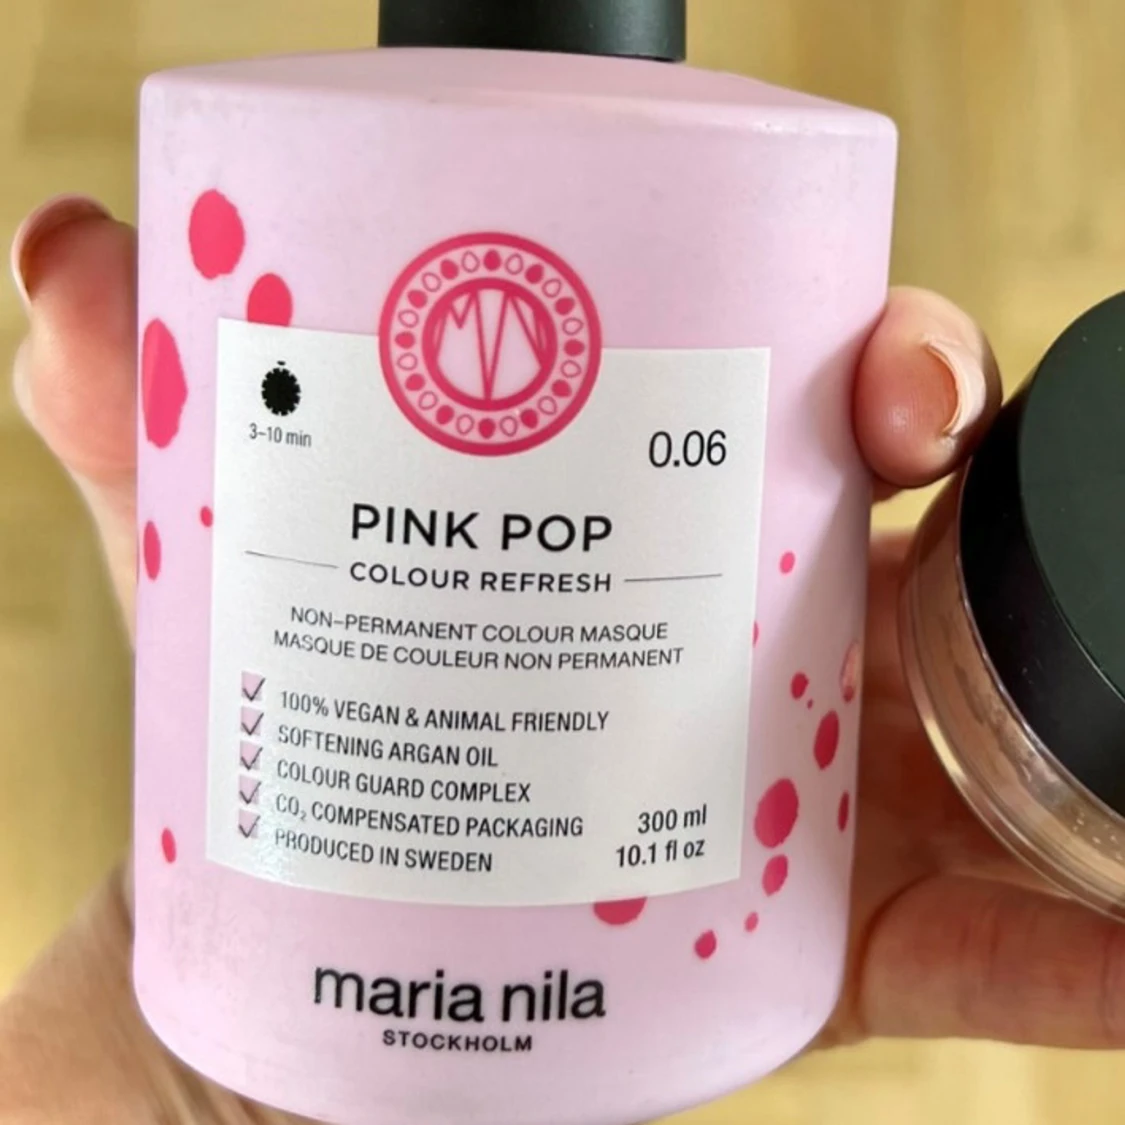 3–10 min
0.06
PINK POP
COLOUR REFRESH
NON–PERMANENT COLOUR MASQUE
MASQUE DE COULEUR NON PERMANENT
100% VEGAN & ANIMAL FRIENDLY
SOFTENING ARGAN OIL
COLOUR GUARD COMPLEX
CO₂ COMPENSATED PACKAGING
PRODUCED IN SWEDEN
300 ml
10.1 fl oz
maria nila
STOCKHOLM